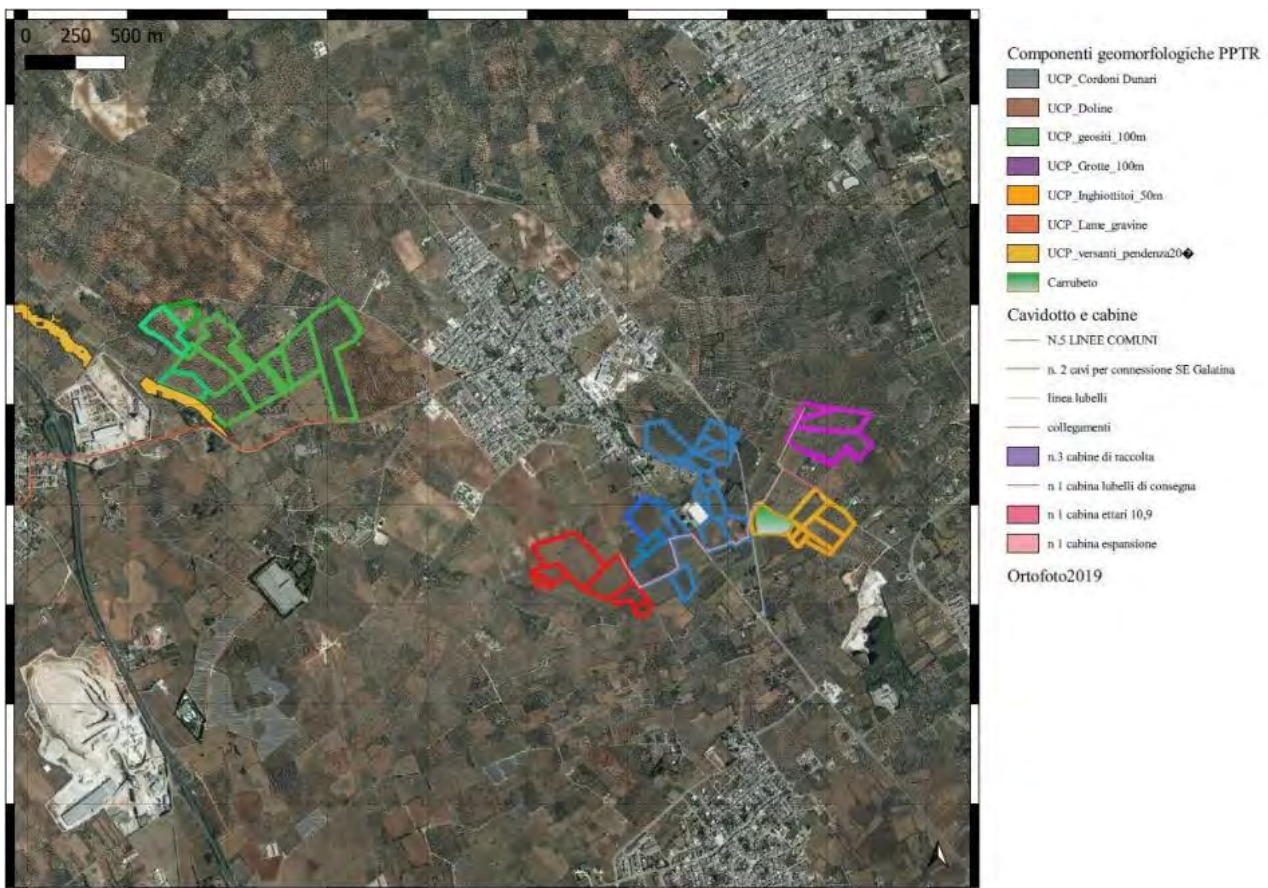 0 250 500 m
Componenti geomorfologiche PPTR
UCP_Cordoni Dunari
UCP_Doline
UCP_geositi_100m
UCP_Grotte_100m
UCP_Inghiottitoi_50m
UCP_Lame_gravine
UCP_versanti_pendenza20�
Carrubeto
Cavidotto e cabine
N.5 LINEE COMUNI
n. 2 cavi per connessione SE Galatina
linea lubelli
collegamenti
n.3 cabine di raccolta
n 1 cabina lubelli di consegna
n 1 cabina ettari 10,9
n 1 cabina espansione
Ortofoto2019